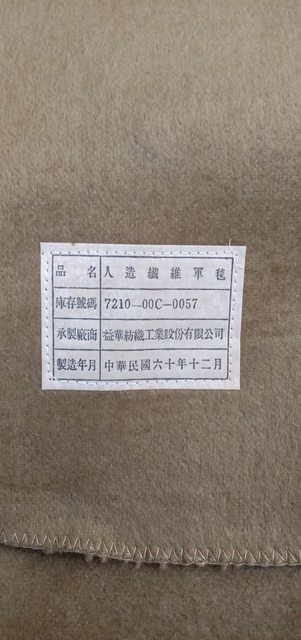 品名 人造纖維軍毯
庫存號碼 7210—00C—0057
承製廠商 益華紡織工業股份有限公司
製造年月 中華民國六十年十二月